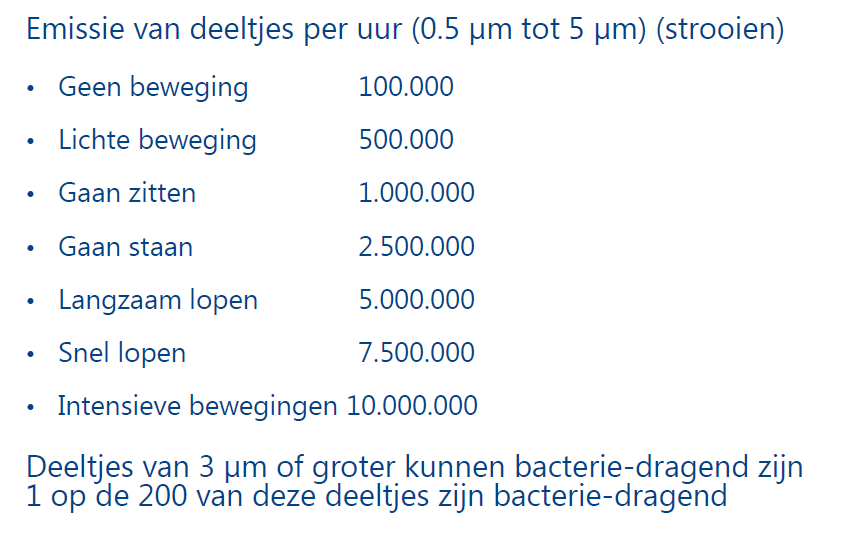 Emissie van deeltjes per uur (0.5 µm tot 5 µm) (strooien)
• Geen beweging 100.000
• Lichte beweging 500.000
• Gaan zitten 1.000.000
• Gaan staan 2.500.000
• Langzaam lopen 5.000.000
• Snel lopen 7.500.000
• Intensieve bewegingen 10.000.000
Deeltjes van 3 µm of groter kunnen bacterie-dragend zijn
1 op de 200 van deze deeltjes zijn bacterie-dragend